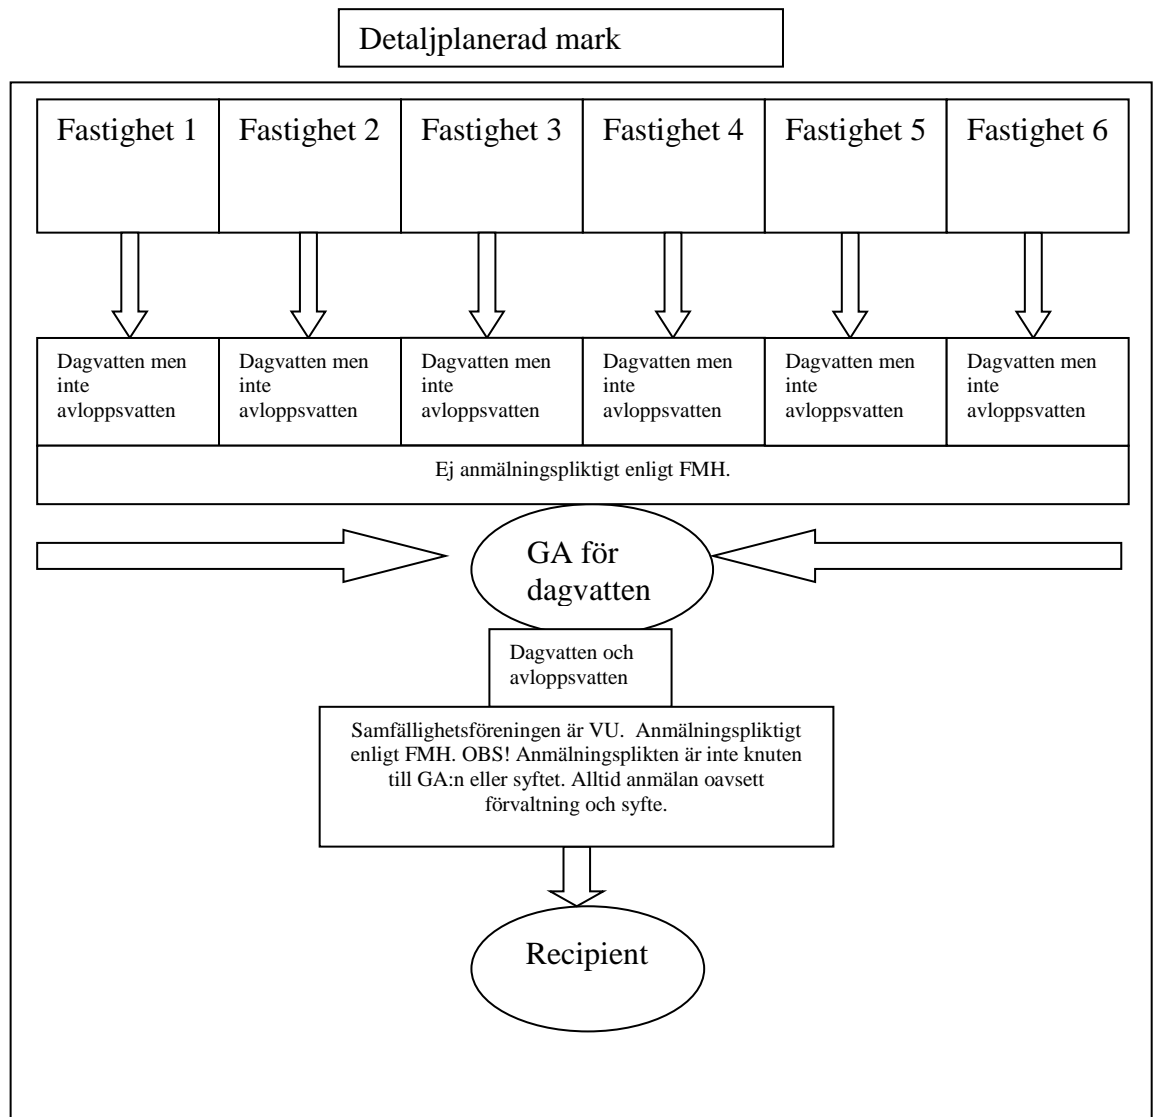 Detaljplanerad mark
Fastighet 1
Fastighet 2
Fastighet 3
Fastighet 4
Fastighet 5
Fastighet 6
Dagvatten men
inte
avloppsvatten
Dagvatten men
inte
avloppsvatten
Dagvatten men
inte
avloppsvatten
Dagvatten men
inte
avloppsvatten
Dagvatten men
inte
avloppsvatten
Dagvatten men
inte
avloppsvatten
Ej anmälningspliktigt enligt FMH.
GA för
dagvatten
Dagvatten och
avloppsvatten
Samfällighetsföreningen är VU. Anmälningspliktigt
enligt FMH. OBS! Anmälningsplikten är inte knuten
till GA:n eller syftet. Alltid anmälan oavsett
förvaltning och syfte.
Recipient